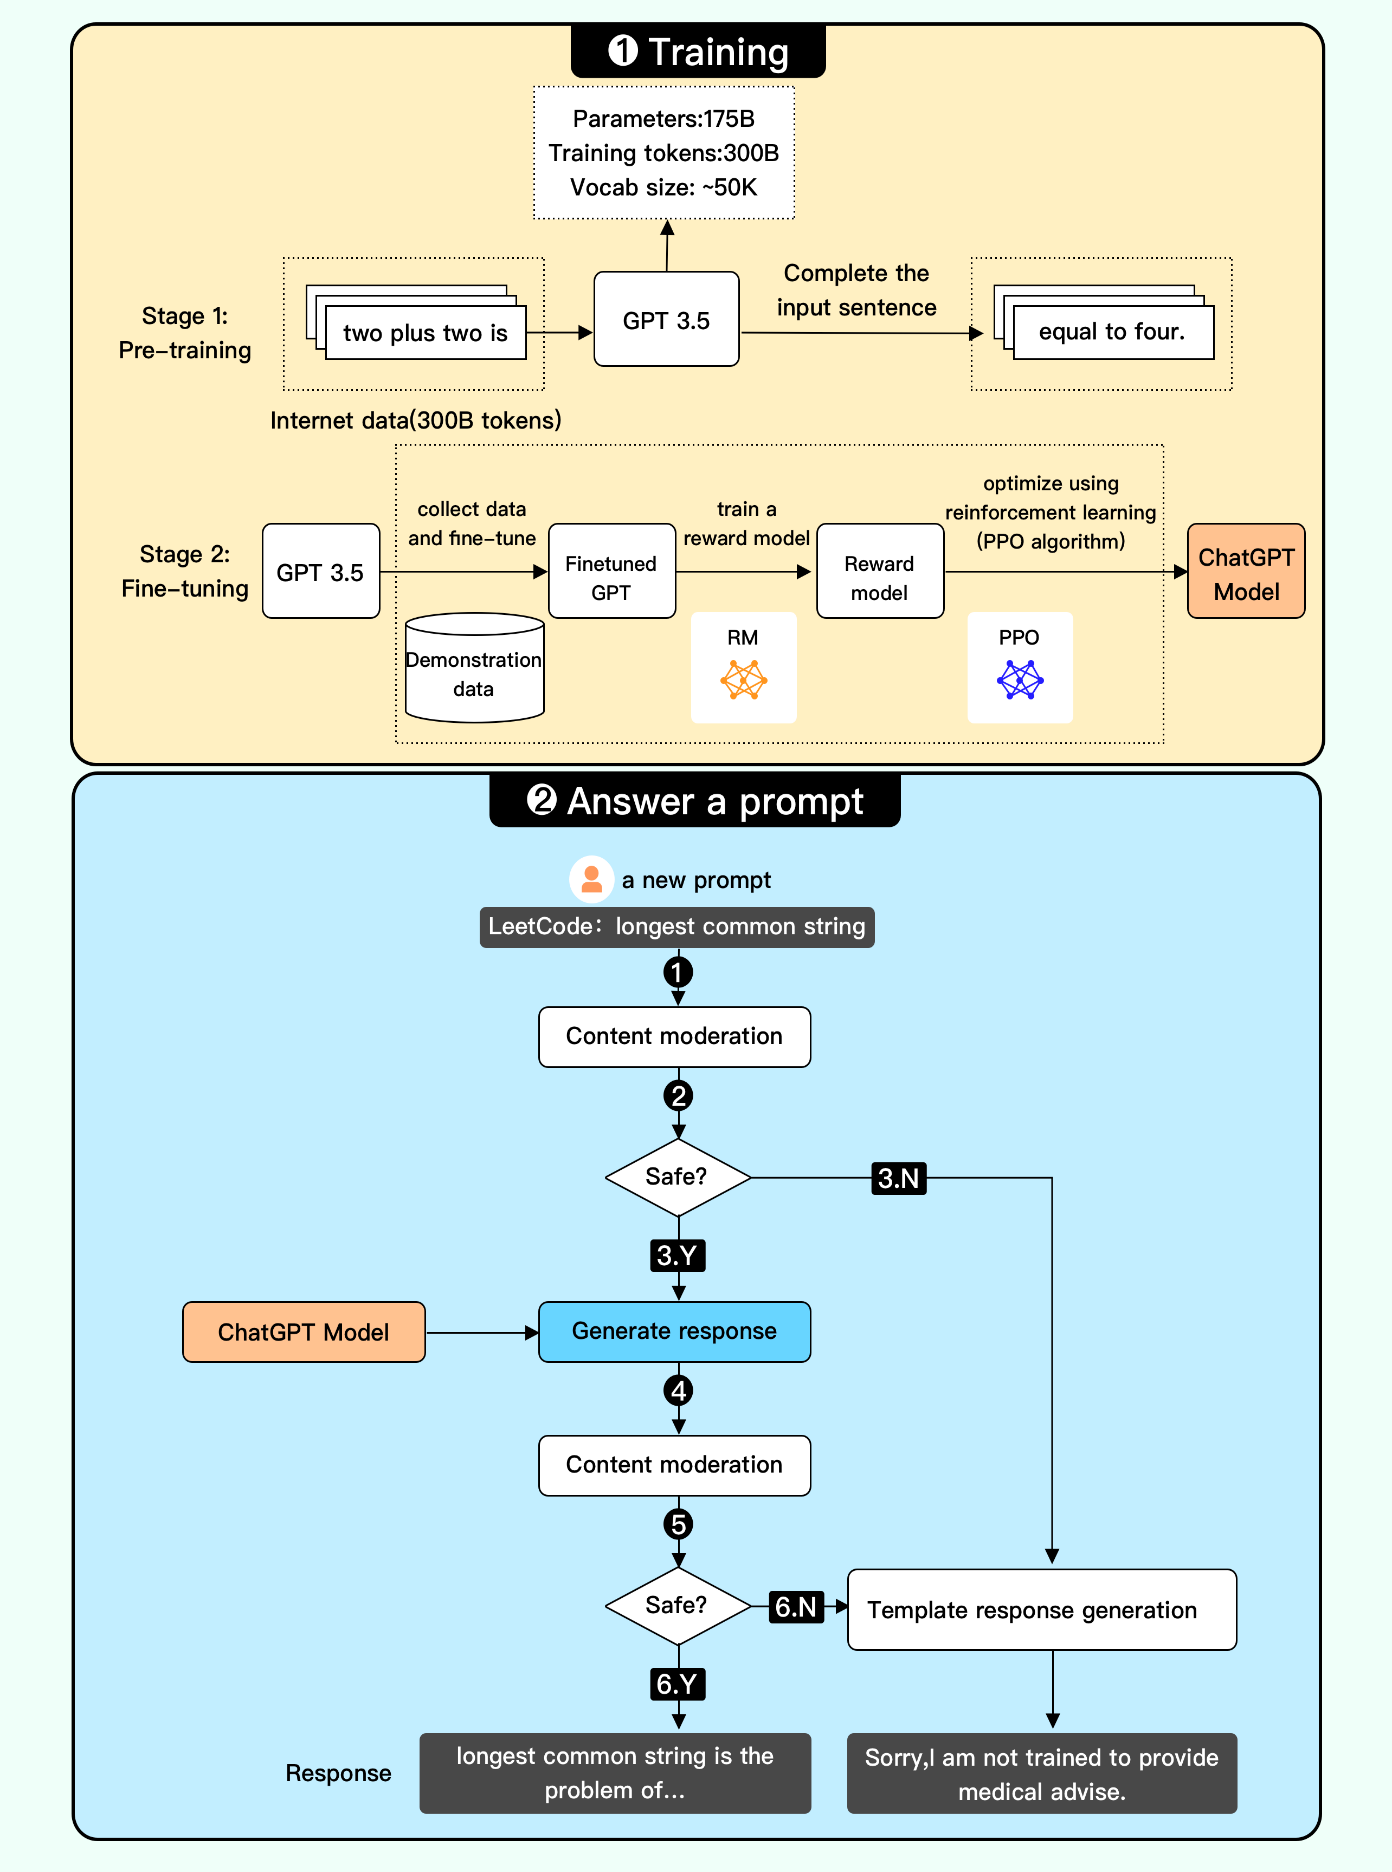 ❶ Training
Parameters:175B
Training tokens:300B
Vocab size: ~50K
Stage 1:
Pre-training
two plus two is
GPT 3.5
Complete the
input sentence
equal to four.
Internet data(300B tokens)
Stage 2:
Fine-tuning
GPT 3.5
collect data
and fine-tune
Demonstration
data
Finetuned
GPT
train a
reward model
RM
Reward
model
optimize using
reinforcement learning
(PPO algorithm)
PPO
ChatGPT
Model
❷ Answer a prompt
a new prompt
LeetCode: longest common string
1
Content moderation
2
Safe?
3.N
3.Y
ChatGPT Model
Generate response
4
Content moderation
5
Safe?
6.N
Template response generation
6.Y
Response
longest common string is the
problem of...
Sorry,I am not trained to provide
medical advise.